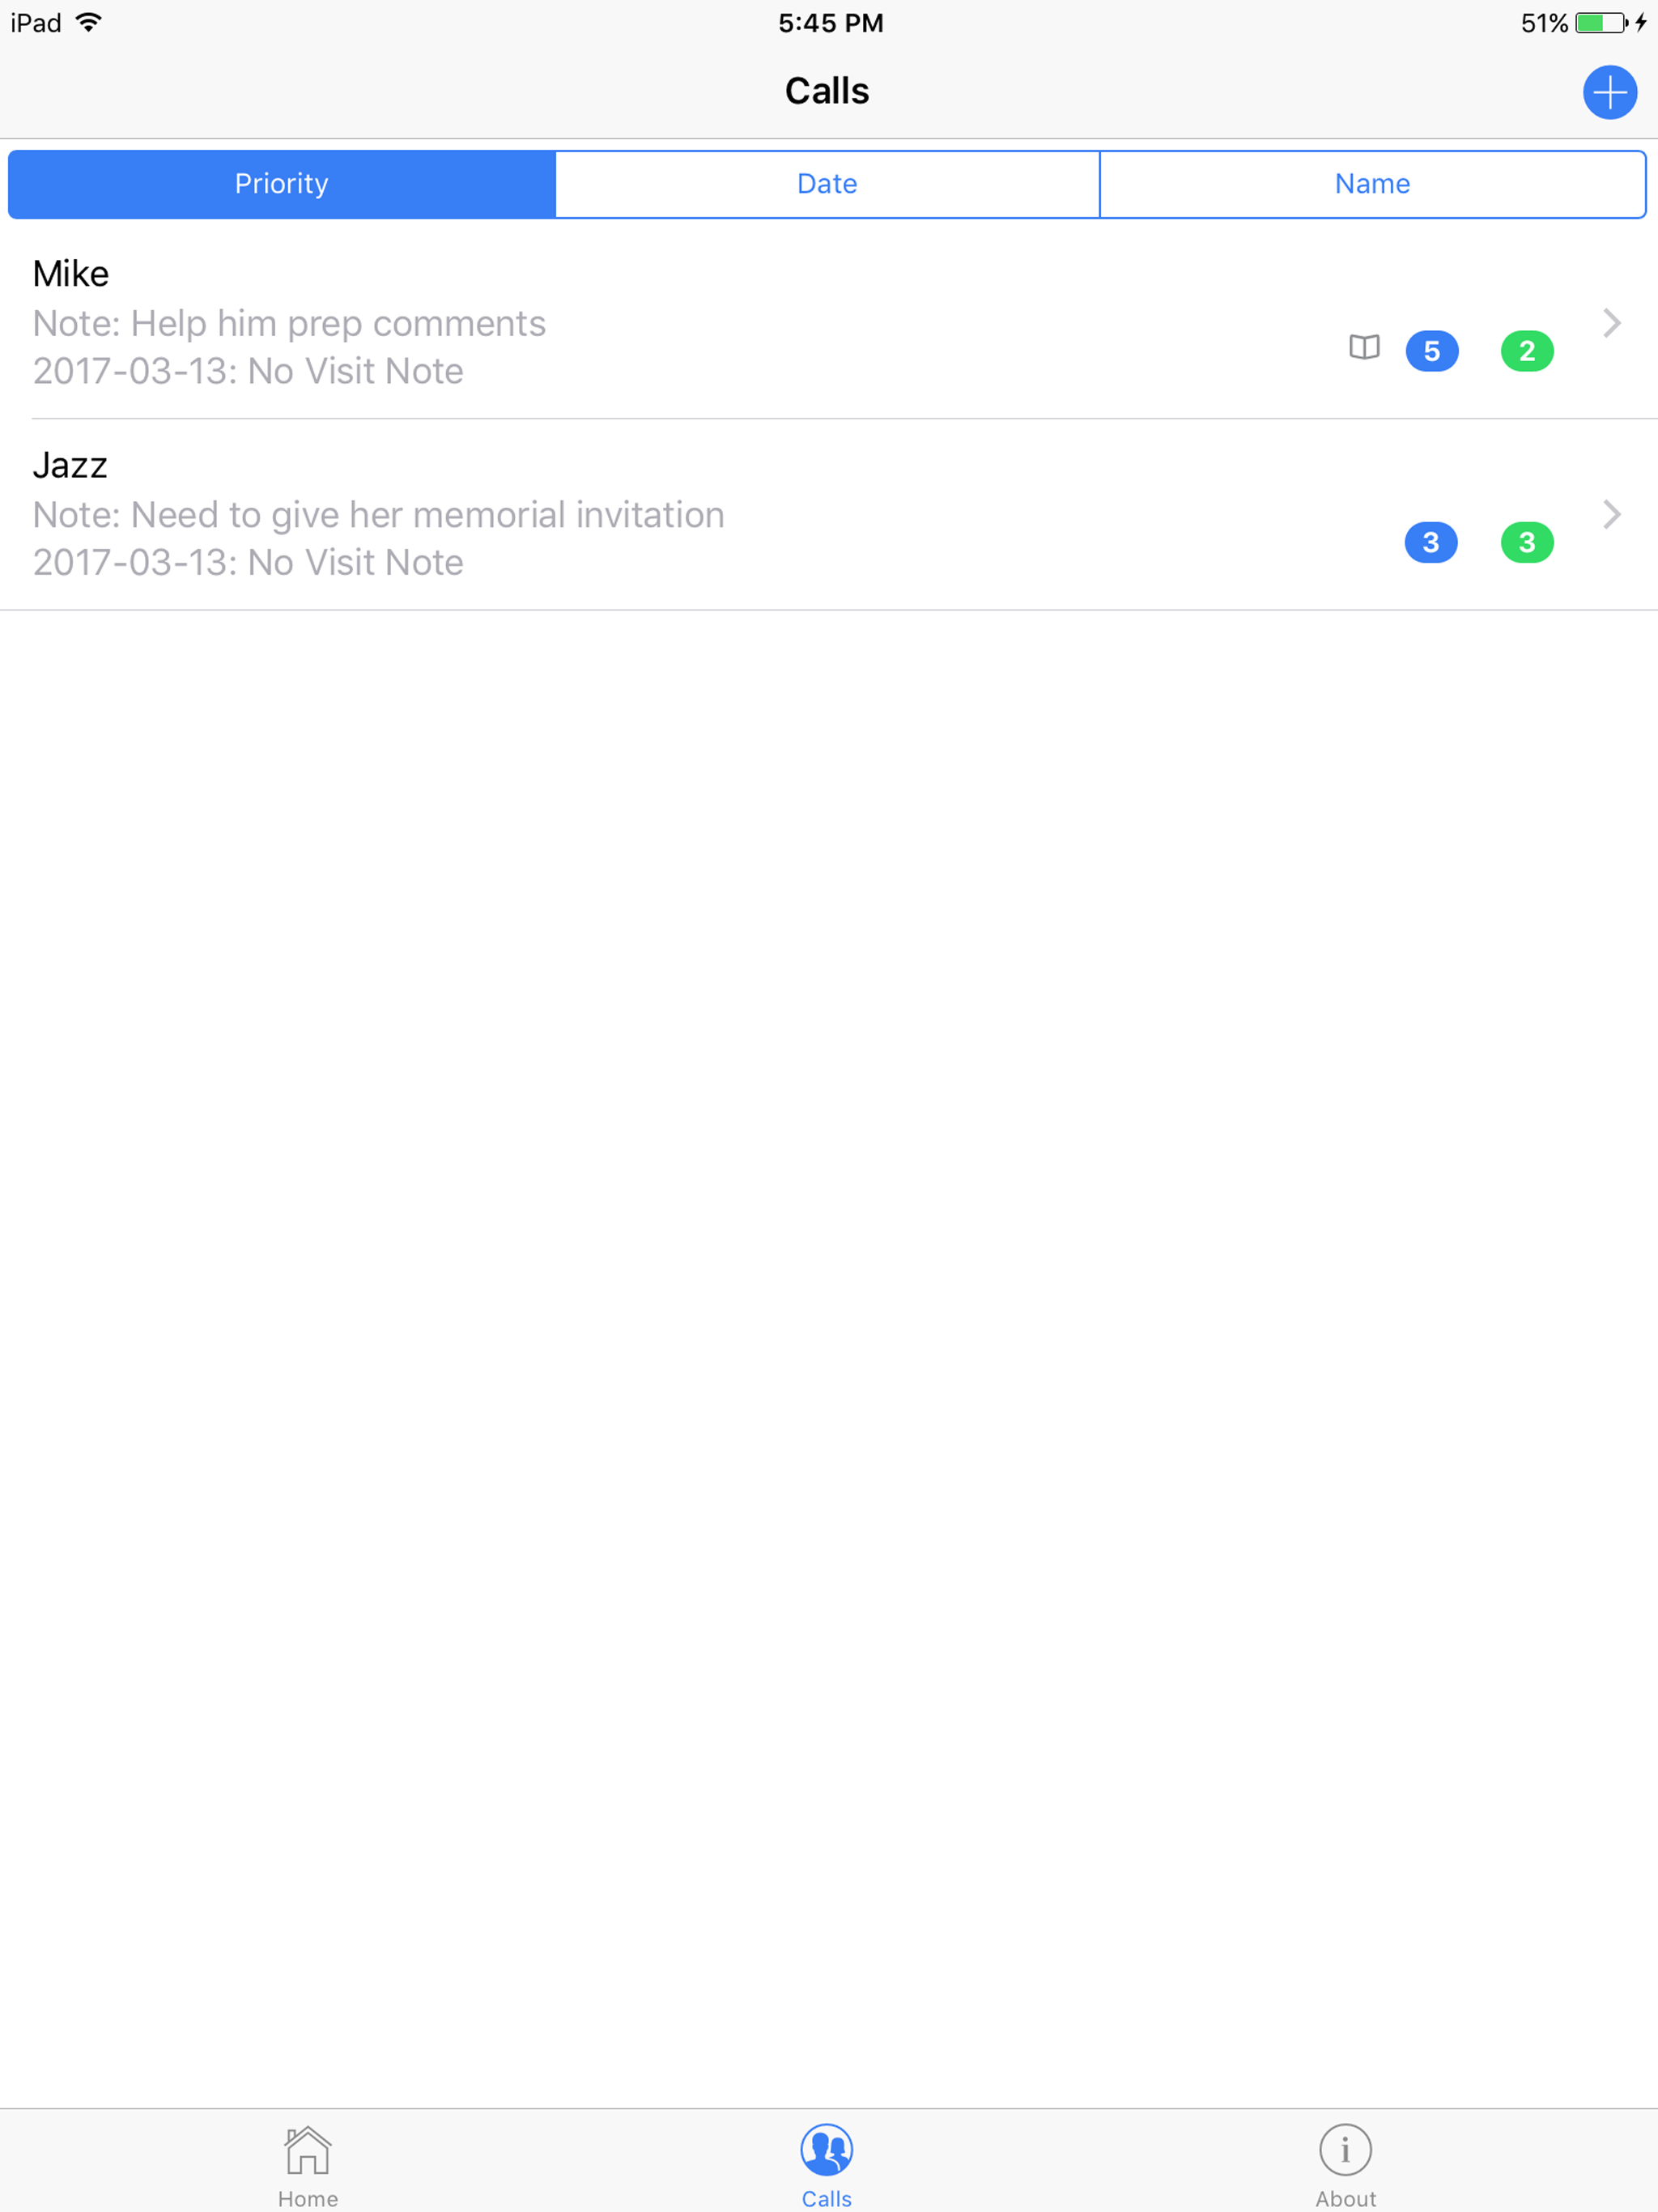 iPad 5:45 PM 51%
Calls
Priority Date Name
Mike
Note: Help him prep comments
2017-03-13: No Visit Note
5 2
Jazz
Note: Need to give her memorial invitation
2017-03-13: No Visit Note
3 3
Home Calls About